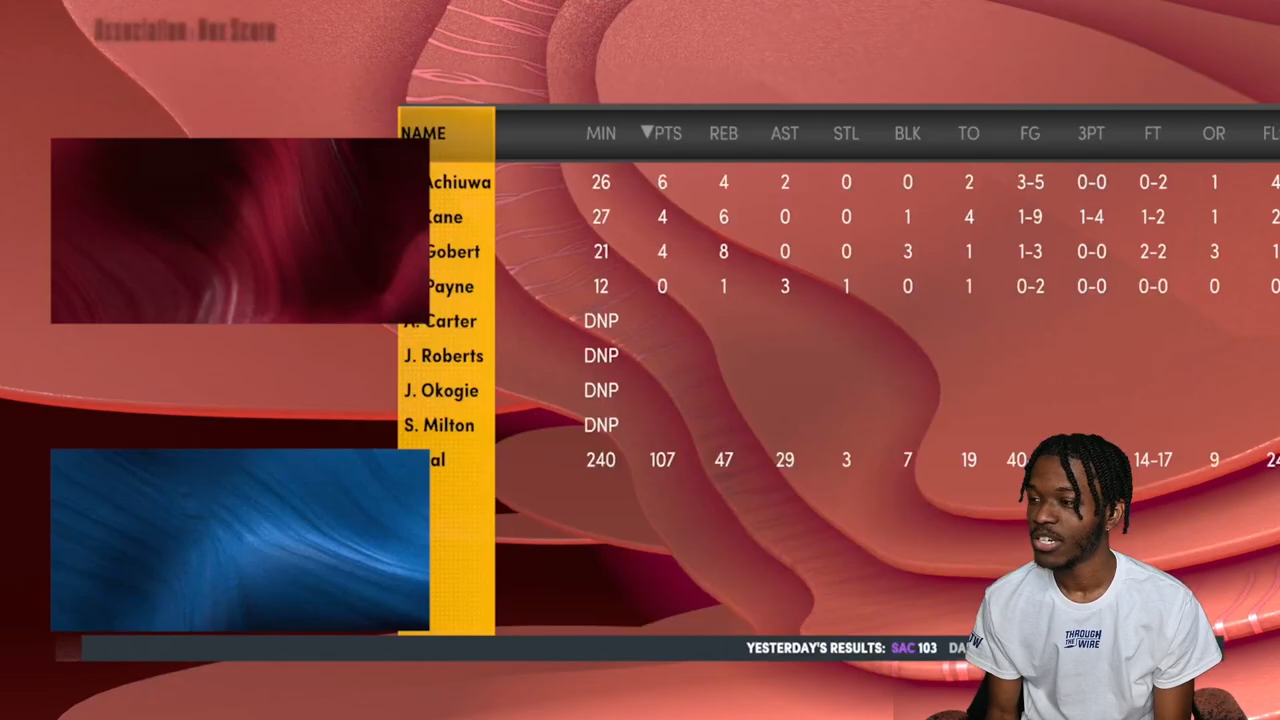 Association : Box Score
NAME MIN ▼PTS REB AST STL BLK TO FG 3PT FT OR
Achiuwa 26 6 4 2 0 0 2 3-5 0-0 0-2 1 4
Kane 27 4 6 0 0 1 4 1-9 1-4 1-2 1 2
Gobert 21 4 8 0 0 3 1 1-3 0-0 2-2 3 1
Payne 12 0 1 3 1 0 1 0-2 0-0 0-0 0 0
A. Carter DNP
J. Roberts DNP
J. Okogie DNP
S. Milton DNP
240 107 47 29 3 7 19 40 14-17 9
YESTERDAY'S RESULTS: SAC 103
THROUGH
THE WIRE